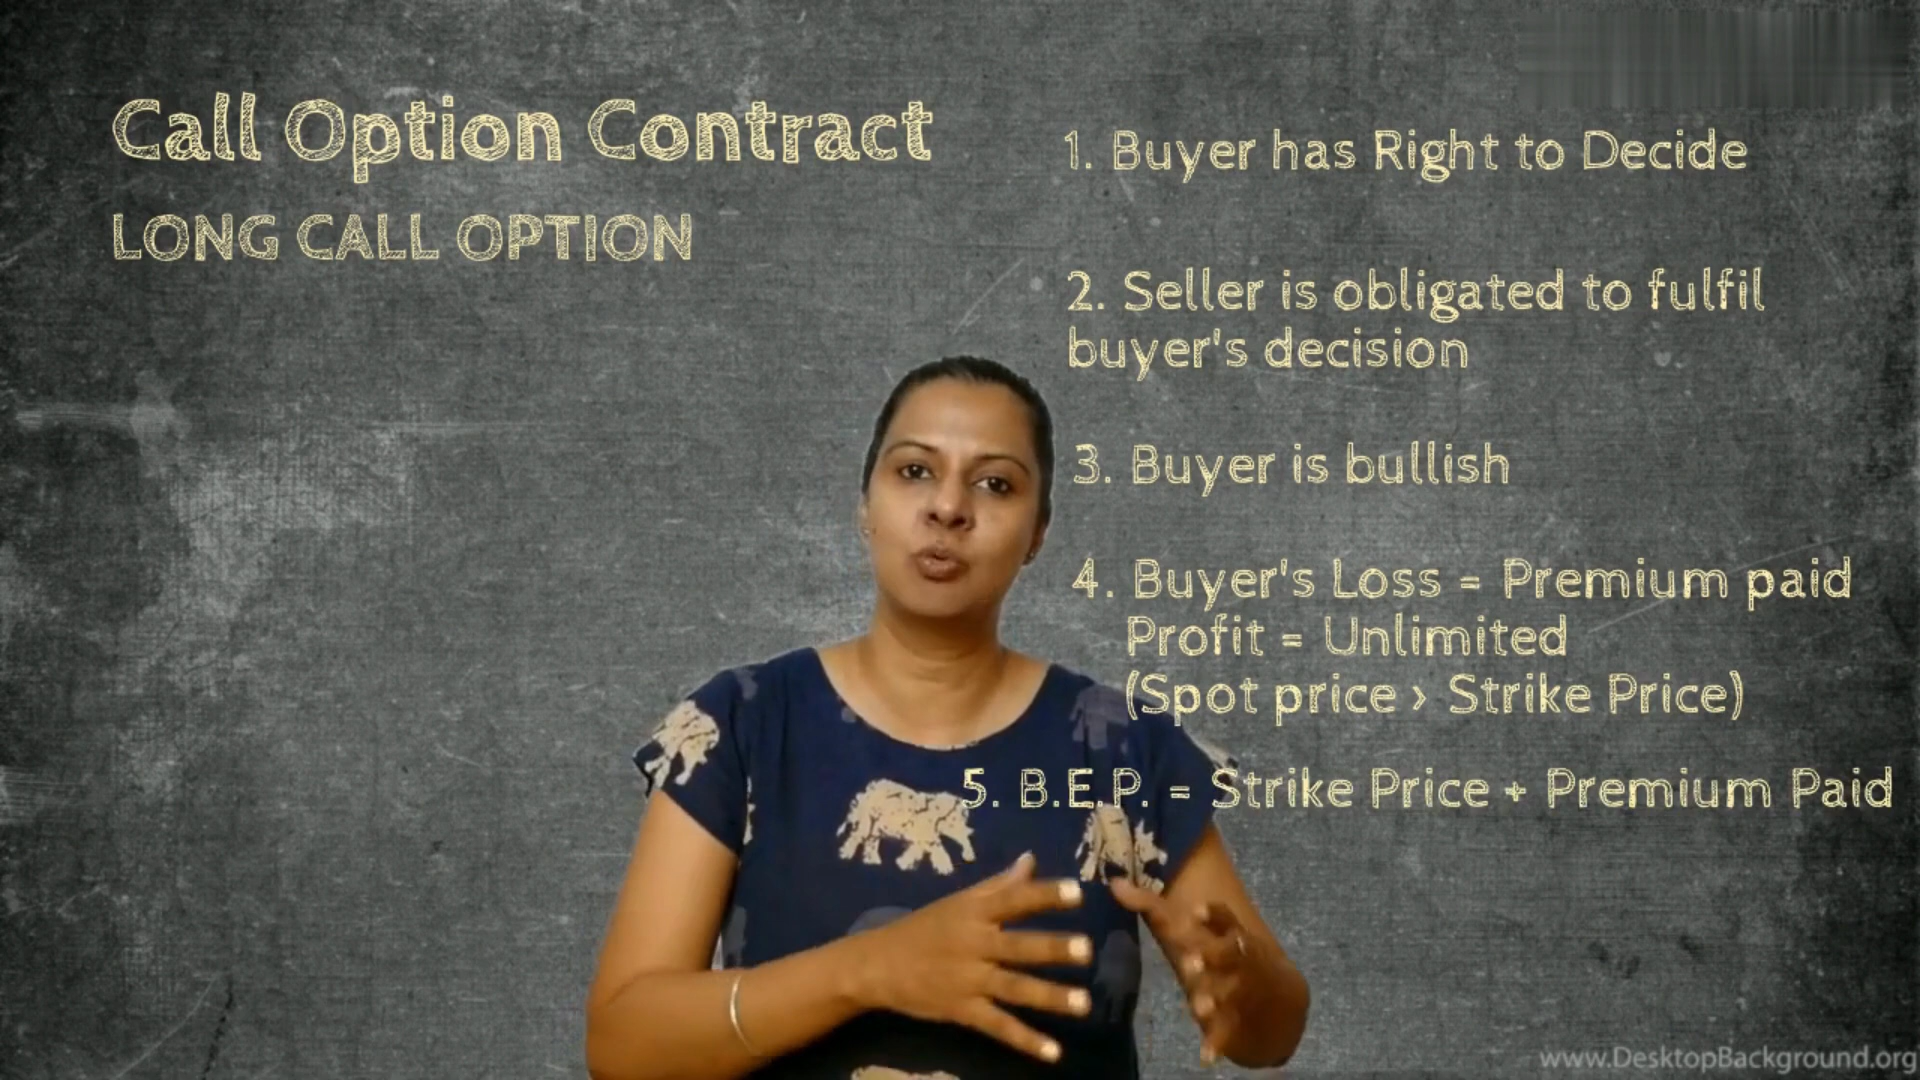 Call Option Contract
LONG CALL OPTION
1. Buyer has Right to Decide
2. Seller is obligated to fulfil
buyer's decision
3. Buyer is bullish
4. Buyer's Loss = Premium paid
Profit = Unlimited
(Spot price > Strike Price)
5. B.E.P. = Strike Price + Premium Paid
www.DesktopBackground.org